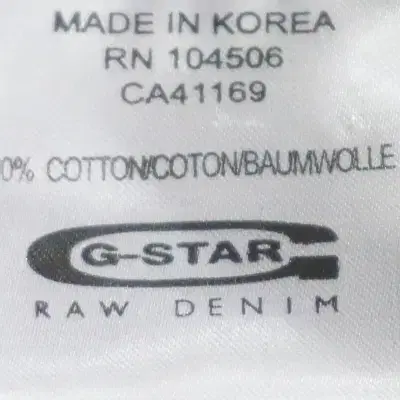 MADE IN KOREA
RN 104506
CA41169
0% COTTON/COTON/BAUMWOLLE
G-STAR
RAW DENIM